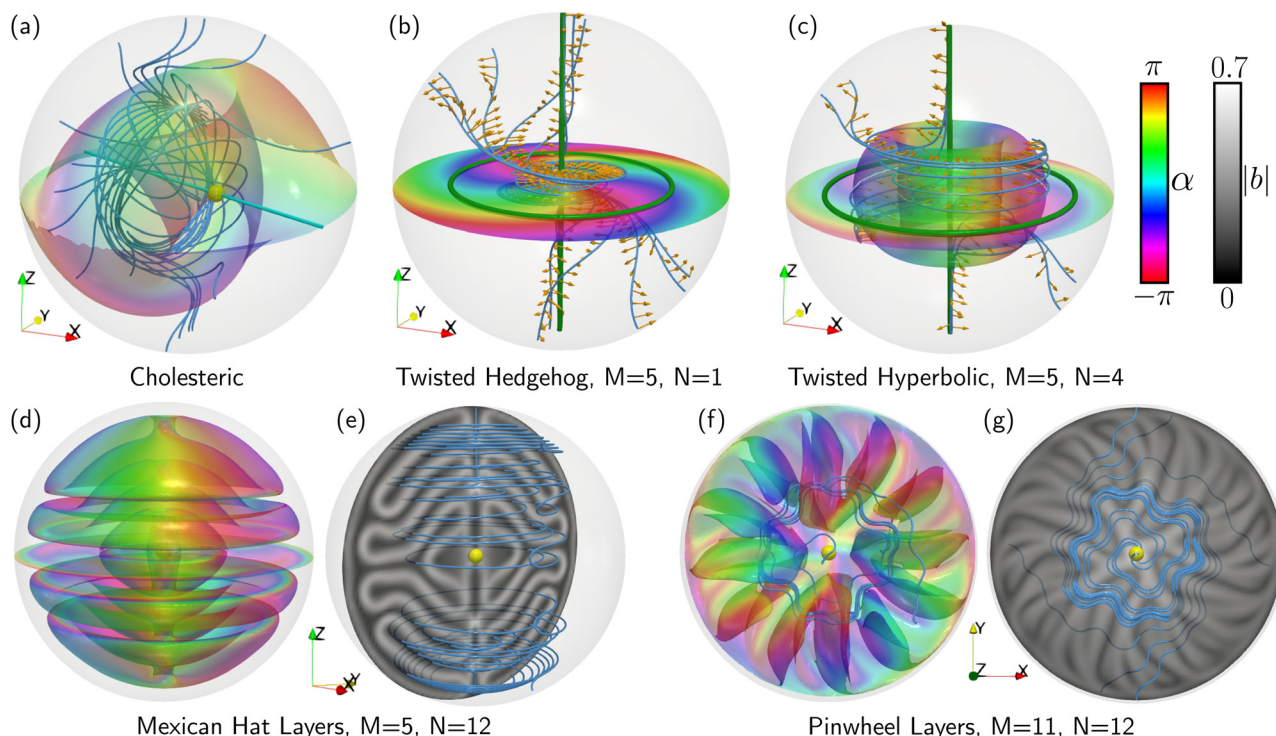 (a)
(b)
(c)
π
0.7
α
|b|
−π
0
Z
Y
X
Z
Y
X
Z
Y
X
Cholesteric
Twisted Hedgehog, M=5, N=1
Twisted Hyperbolic, M=5, N=4
(d)
(e)
(f)
(g)
Z
Y
X
Y
Z
X
Mexican Hat Layers, M=5, N=12
Pinwheel Layers, M=11, N=12